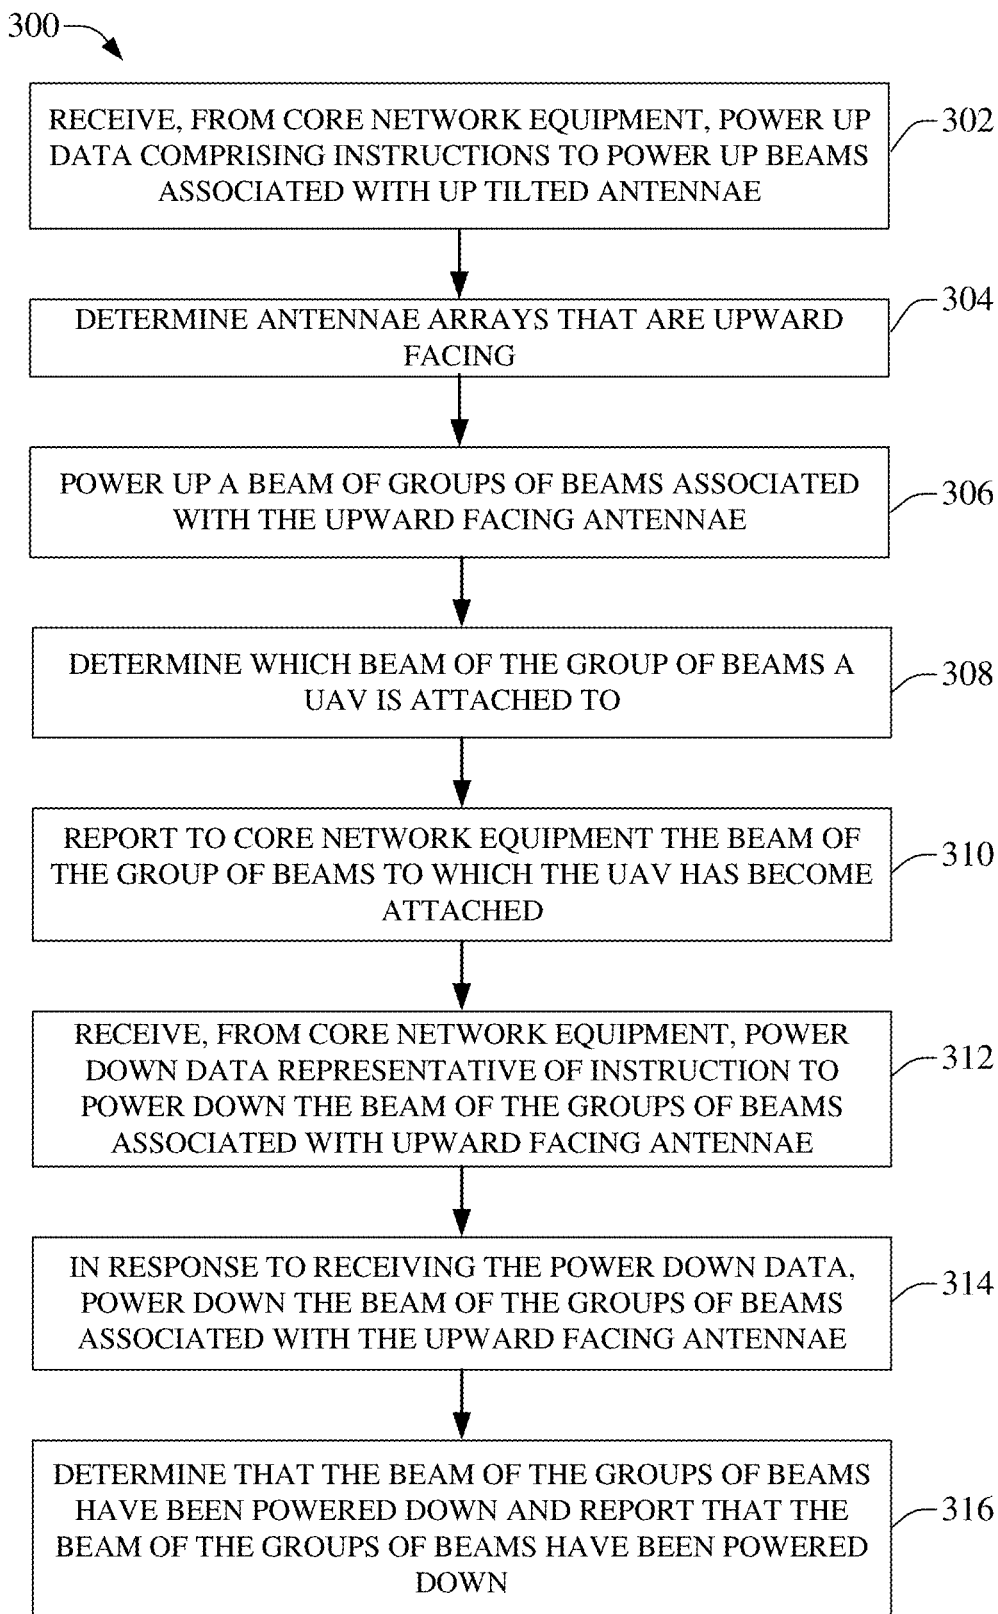 300
RECEIVE, FROM CORE NETWORK EQUIPMENT, POWER UP
DATA COMPRISING INSTRUCTIONS TO POWER UP BEAMS
ASSOCIATED WITH UP TILTED ANTENNAE
302
DETERMINE ANTENNAE ARRAYS THAT ARE UPWARD
FACING
304
POWER UP A BEAM OF GROUPS OF BEAMS ASSOCIATED
WITH THE UPWARD FACING ANTENNAE
306
DETERMINE WHICH BEAM OF THE GROUP OF BEAMS A
UAV IS ATTACHED TO
308
REPORT TO CORE NETWORK EQUIPMENT THE BEAM OF
THE GROUP OF BEAMS TO WHICH THE UAV HAS BECOME
ATTACHED
310
RECEIVE, FROM CORE NETWORK EQUIPMENT, POWER
DOWN DATA REPRESENTATIVE OF INSTRUCTION TO
POWER DOWN THE BEAM OF THE GROUPS OF BEAMS
ASSOCIATED WITH UPWARD FACING ANTENNAE
312
IN RESPONSE TO RECEIVING THE POWER DOWN DATA,
POWER DOWN THE BEAM OF THE GROUPS OF BEAMS
ASSOCIATED WITH THE UPWARD FACING ANTENNAE
314
DETERMINE THAT THE BEAM OF THE GROUPS OF BEAMS
HAVE BEEN POWERED DOWN AND REPORT THAT THE
BEAM OF THE GROUPS OF BEAMS HAVE BEEN POWERED
DOWN
316